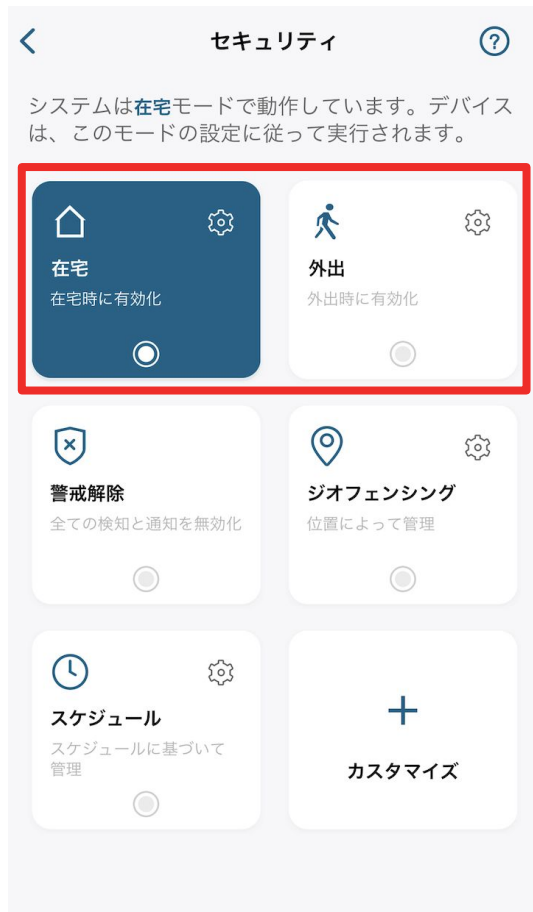 セキュリティ
システムは在宅モードで動作しています。デバイス
は、このモードの設定に従って実行されます。
在宅
在宅時に有効化
外出
外出時に有効化
警戒解除
全ての検知と通知を無効化
ジオフェンシング
位置によって管理
スケジュール
スケジュールに基づいて
管理
カスタマイズ